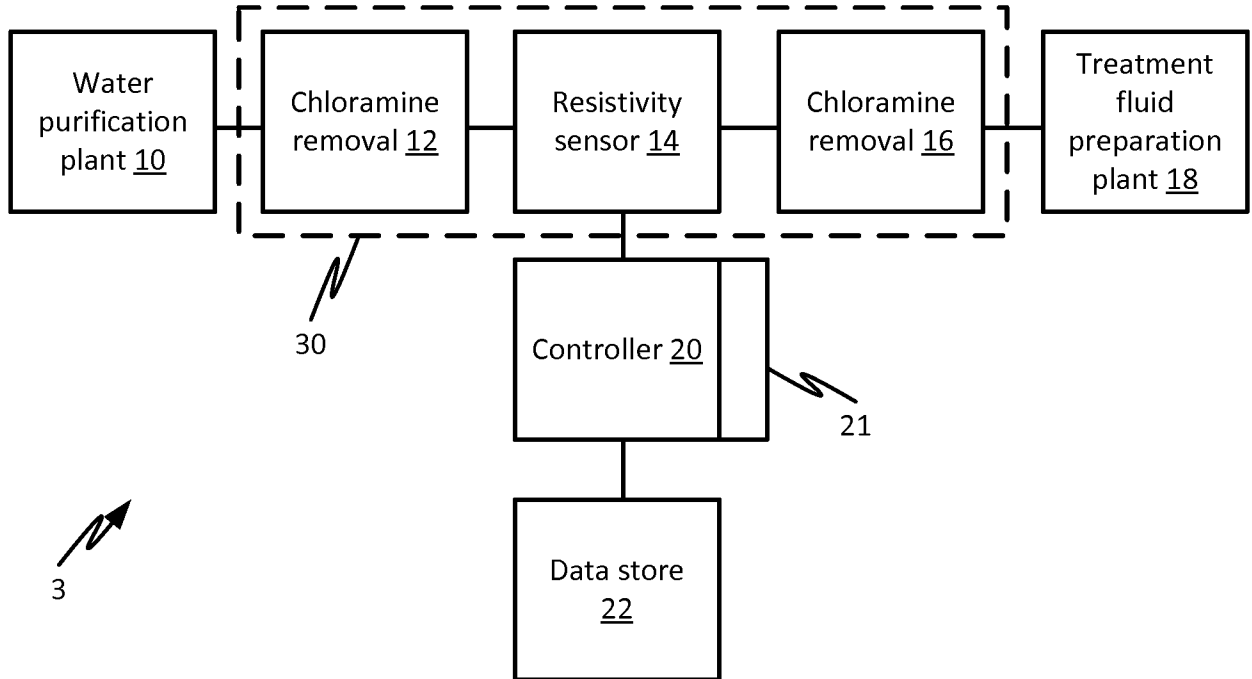 Water
purification
plant 10
Chloramine
removal 12
Resistivity
sensor 14
Chloramine
removal 16
Treatment
fluid
preparation
plant 18
30
Controller 20
21
3
Data store
22